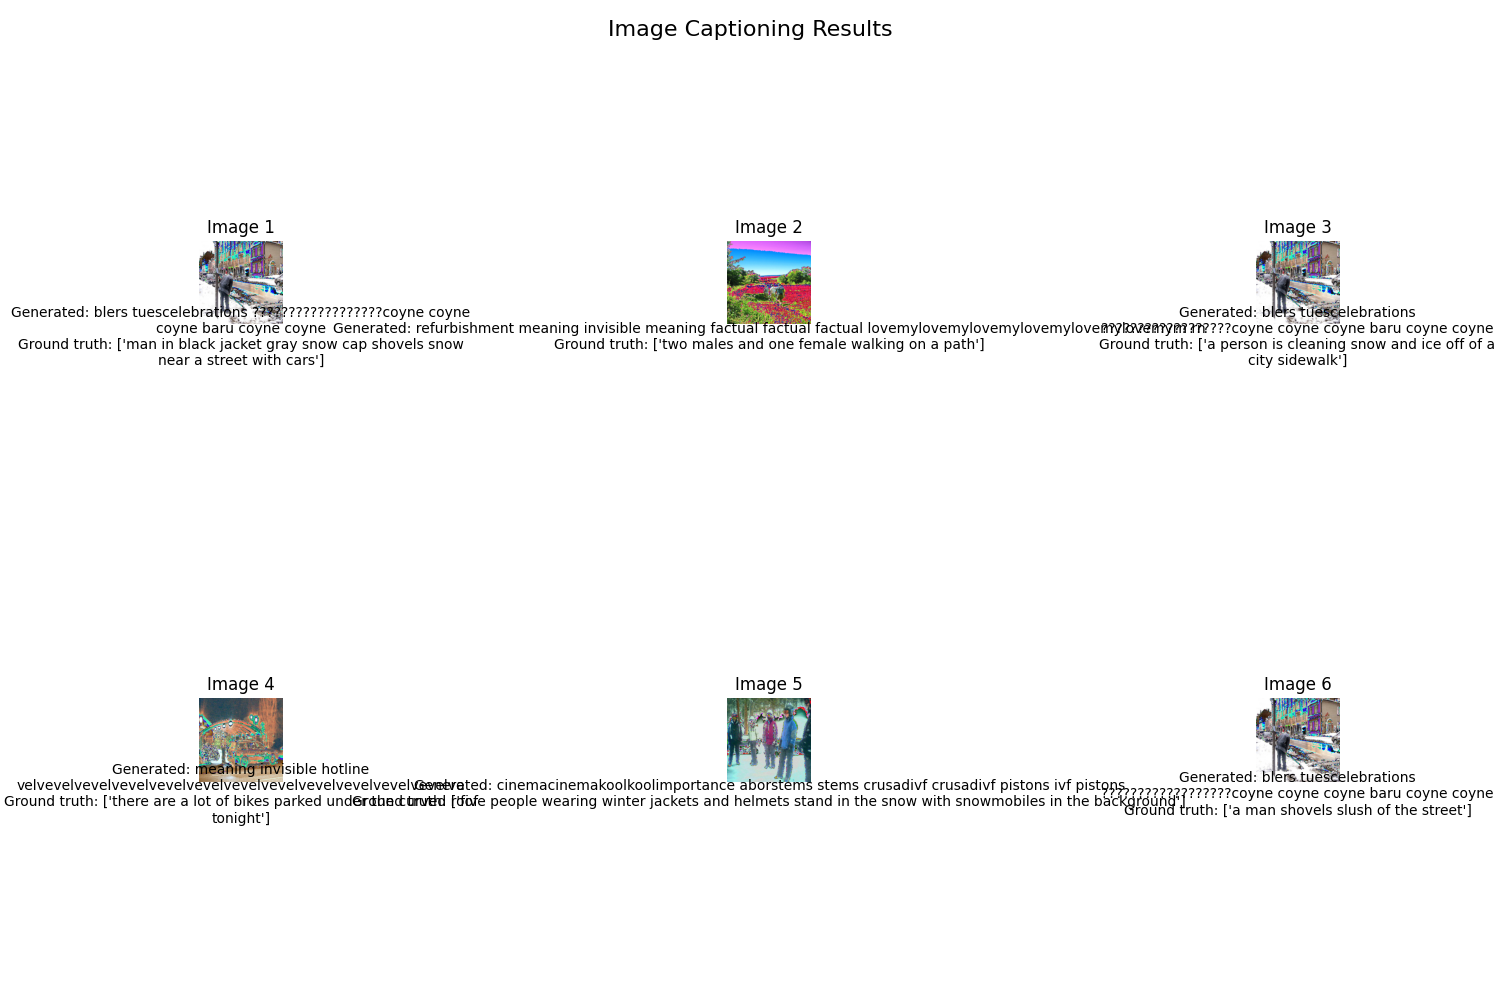 Image Captioning Results
Image 1
Generated: blers tuescelebrations ??????????????????coyne coyne
coyne baru coyne coyne
Ground truth: ['man in black jacket gray snow cap shovels snow
near a street with cars']
Image 2
Generated: refurbishment meaning invisible meaning factual factual factual lovemylovemylovemylovemylovemylovemym
Ground truth: ['two males and one female walking on a path']
Image 3
Generated: blers tuescelebrations
??????????????????coyne coyne coyne baru coyne coyne
Ground truth: ['a person is cleaning snow and ice off of a
city sidewalk']
Image 4
Generated: meaning invisible hotline
Ground truth: ['there are a lot of bikes parked under the curved
tonight']
Image 5
Generated: cinemacinemakoolkoolimportance aborstems stems crusadivf crusadivf pistons ivf pistons
Ground truth: ['five people wearing winter jackets and helmets stand in the snow with snowmobiles in the background']
Image 6
Generated: blers tuescelebrations
??????????????????coyne coyne coyne baru coyne coyne
Ground truth: ['a man shovels slush of the street']